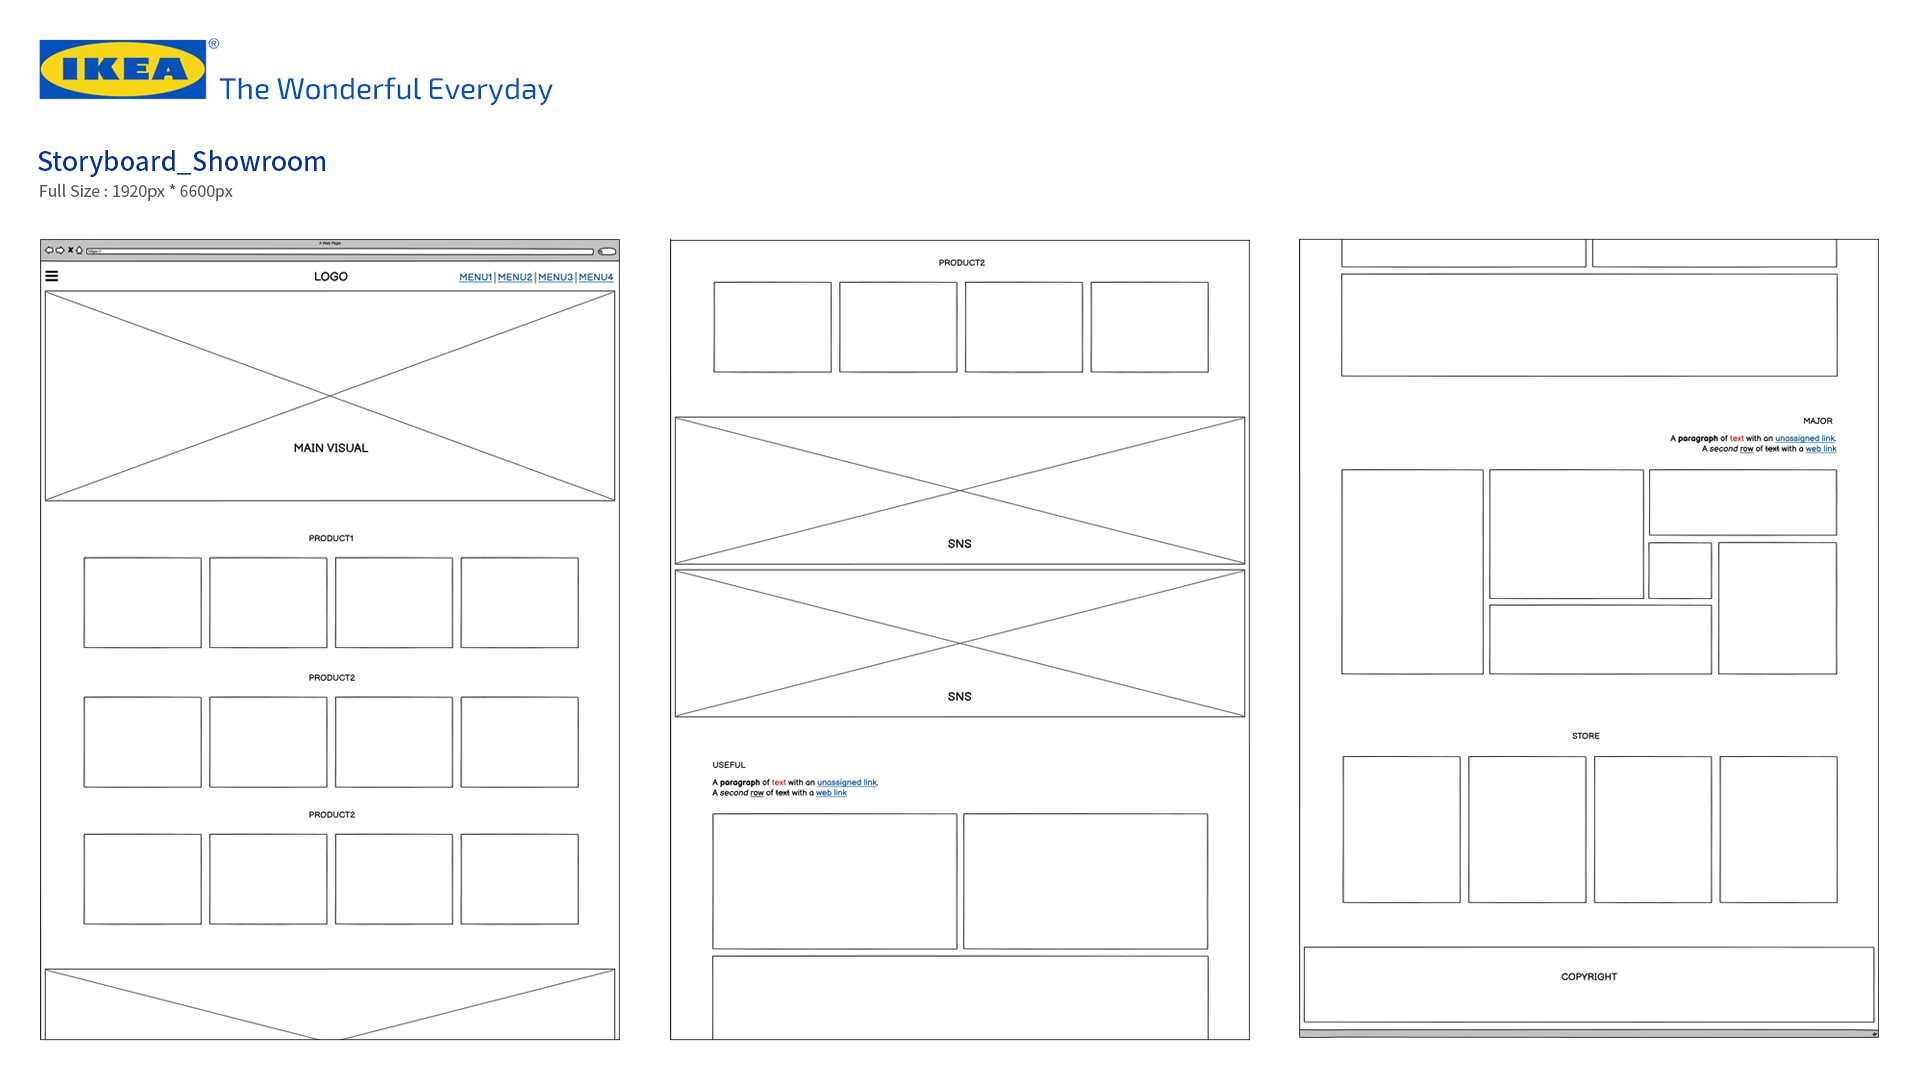 IKEA ®
The Wonderful Everyday
Storyboard_Showroom
Full Size : 1920px * 6600px
A Web Page
https://
LOGO
MENU1 | MENU2 | MENU3 | MENU4
MAIN VISUAL
PRODUCT1
PRODUCT2
PRODUCT2
PRODUCT2
SNS
SNS
USEFUL
A paragraph of text with an unassigned link.
A second row of text with a web link
MAJOR
A paragraph of text with an unassigned link.
A second row of text with a web link
STORE
COPYRIGHT